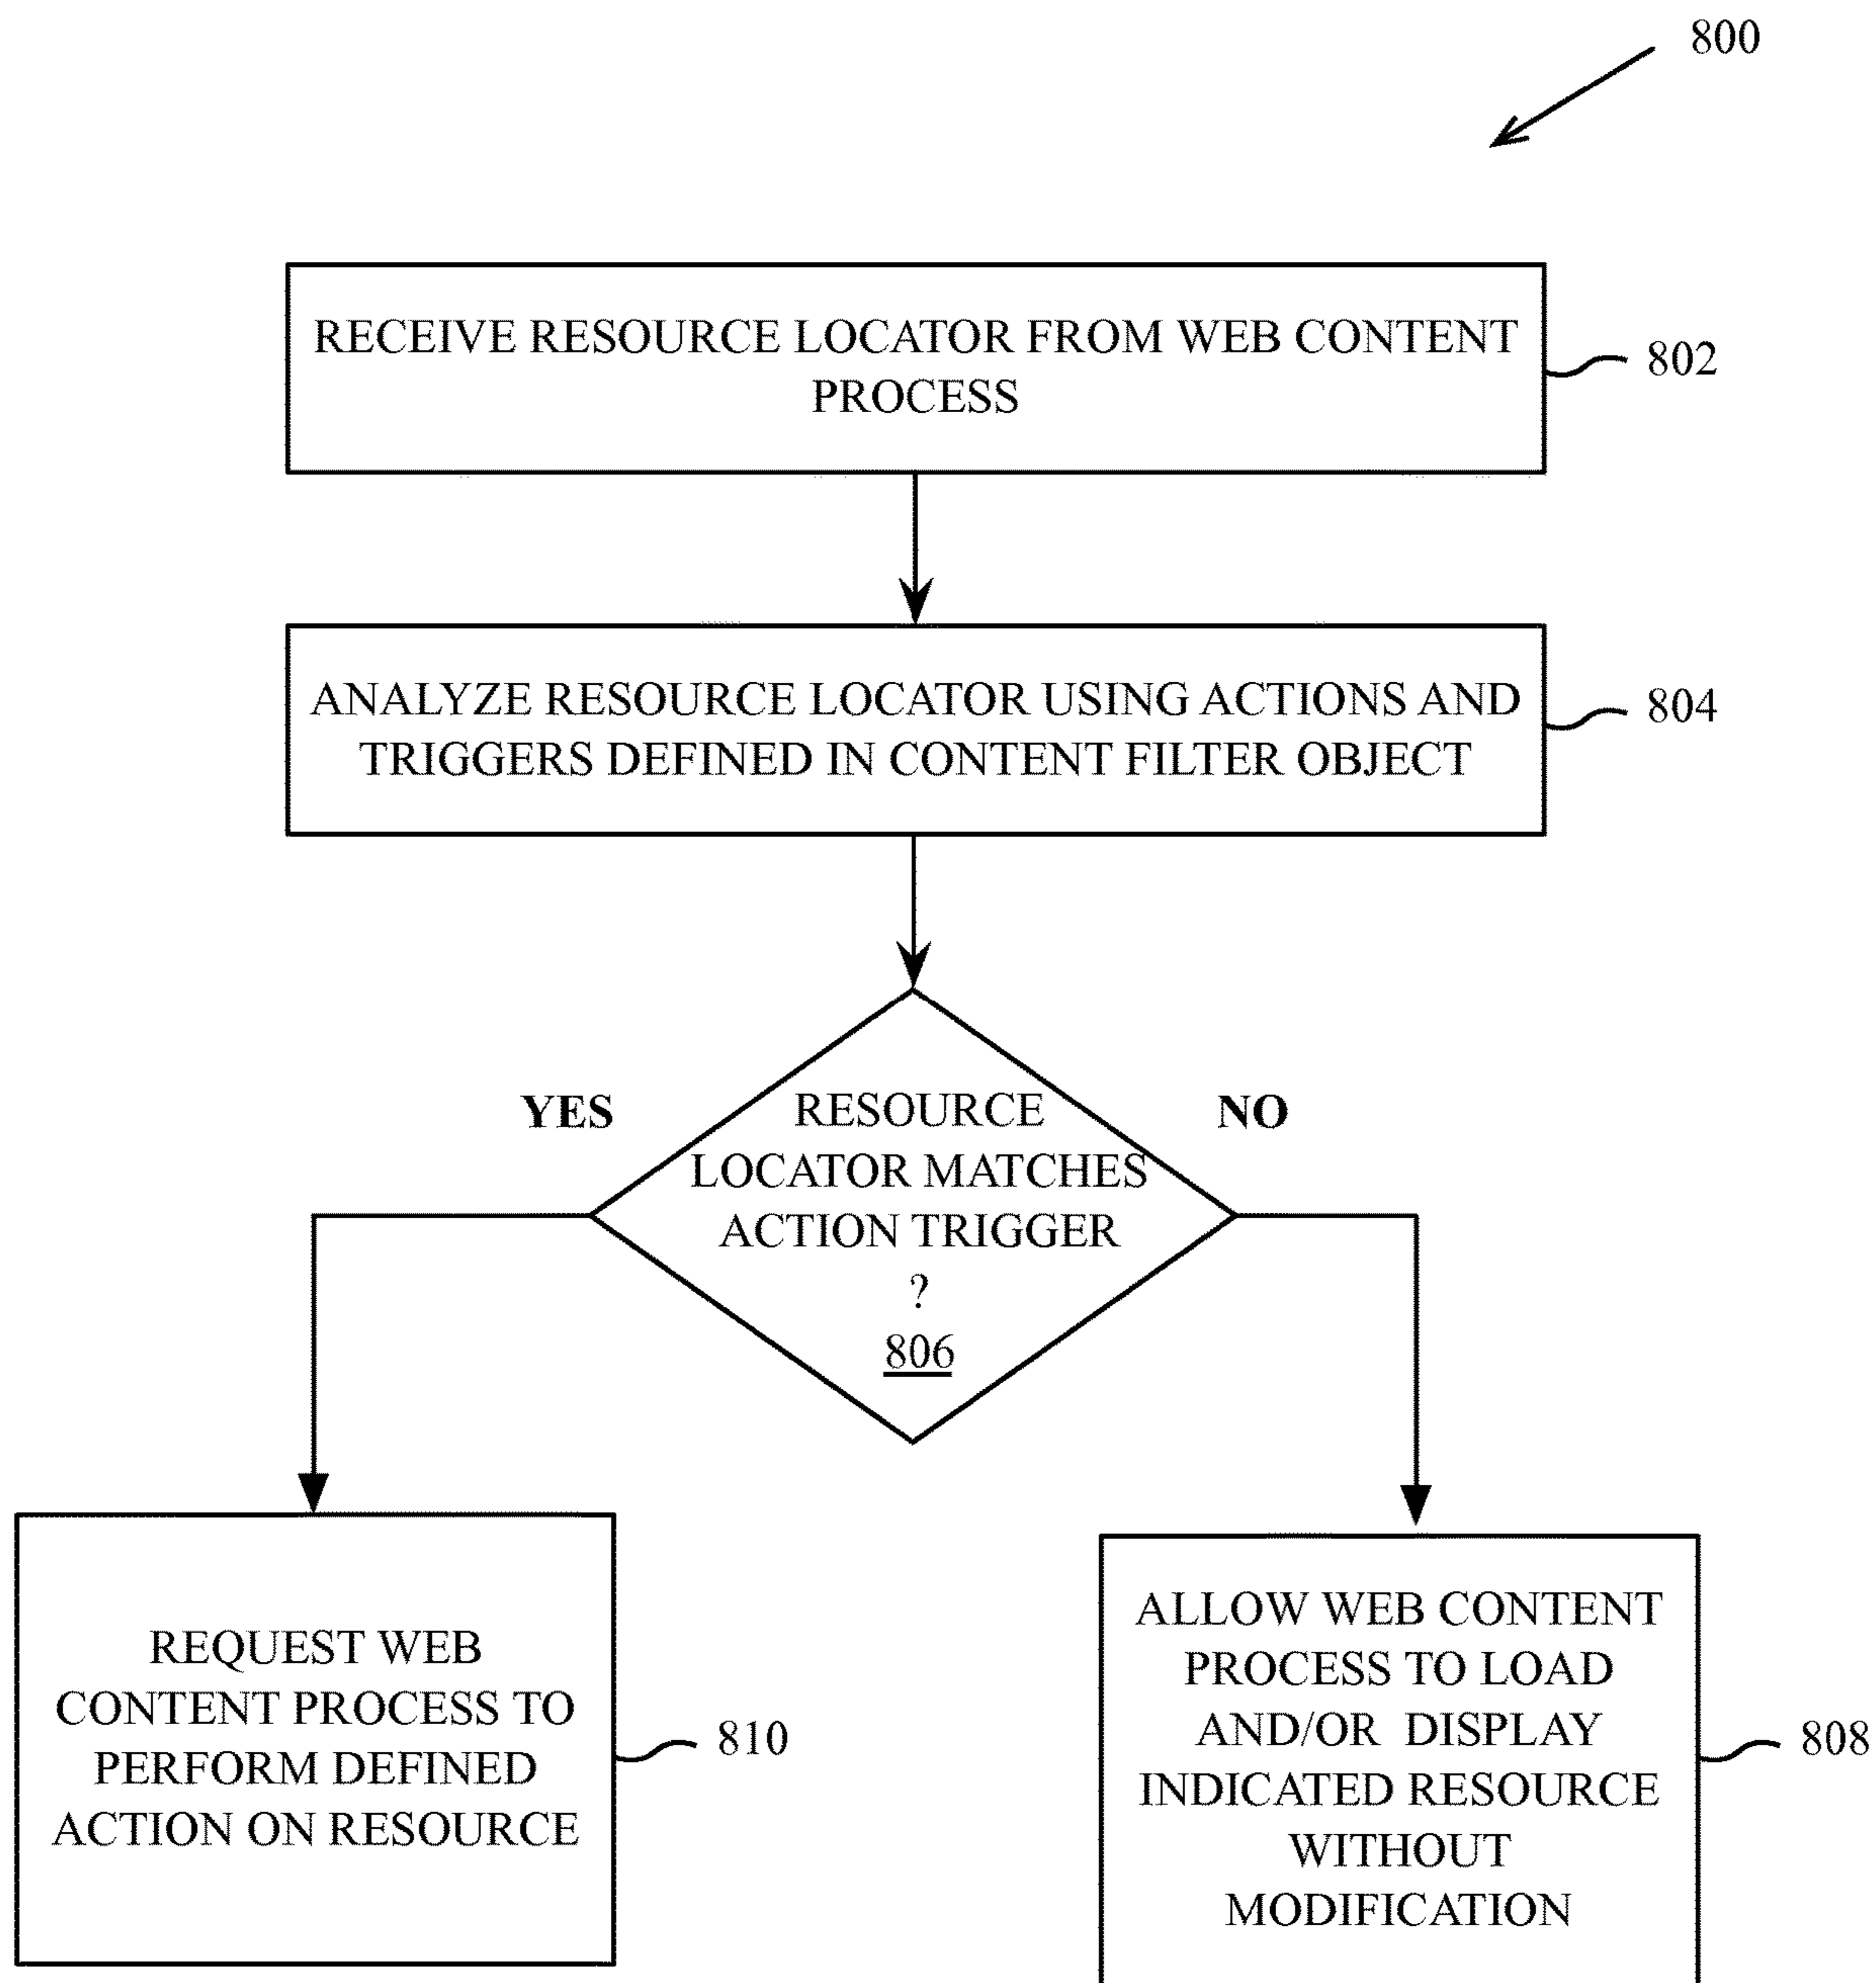 800
RECEIVE RESOURCE LOCATOR FROM WEB CONTENT
PROCESS
802
ANALYZE RESOURCE LOCATOR USING ACTIONS AND
TRIGGERS DEFINED IN CONTENT FILTER OBJECT
804
YES
NO
RESOURCE
LOCATOR MATCHES
ACTION TRIGGER
?
806
REQUEST WEB
CONTENT PROCESS TO
PERFORM DEFINED
ACTION ON RESOURCE
810
ALLOW WEB CONTENT
PROCESS TO LOAD
AND/OR DISPLAY
INDICATED RESOURCE
WITHOUT
MODIFICATION
808